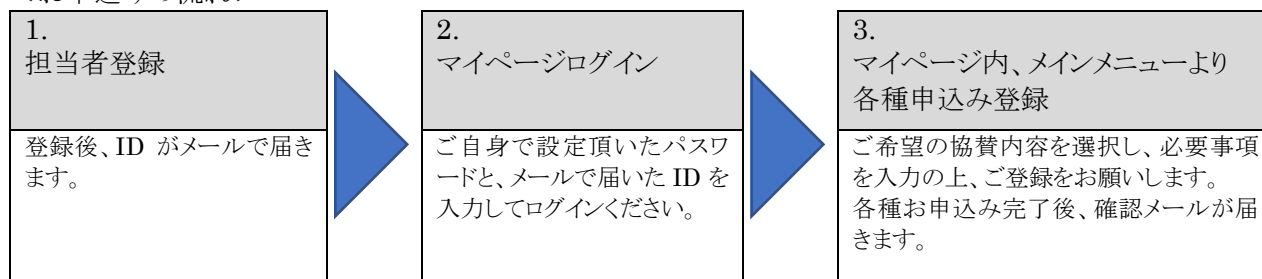 1.
担当者登録
登録後、ID がメールで届き
ます。
2.
マイページログイン
ご自身で設定頂いたパスワ
ードと、メールで届いた ID を
入力してログインください。
3.
マイページ内、メインメニューより
各種申込み登録
ご希望の協賛内容を選択し、必要事項
を入力の上、ご登録をお願いします。
各種お申込み完了後、確認メールが届
きます。